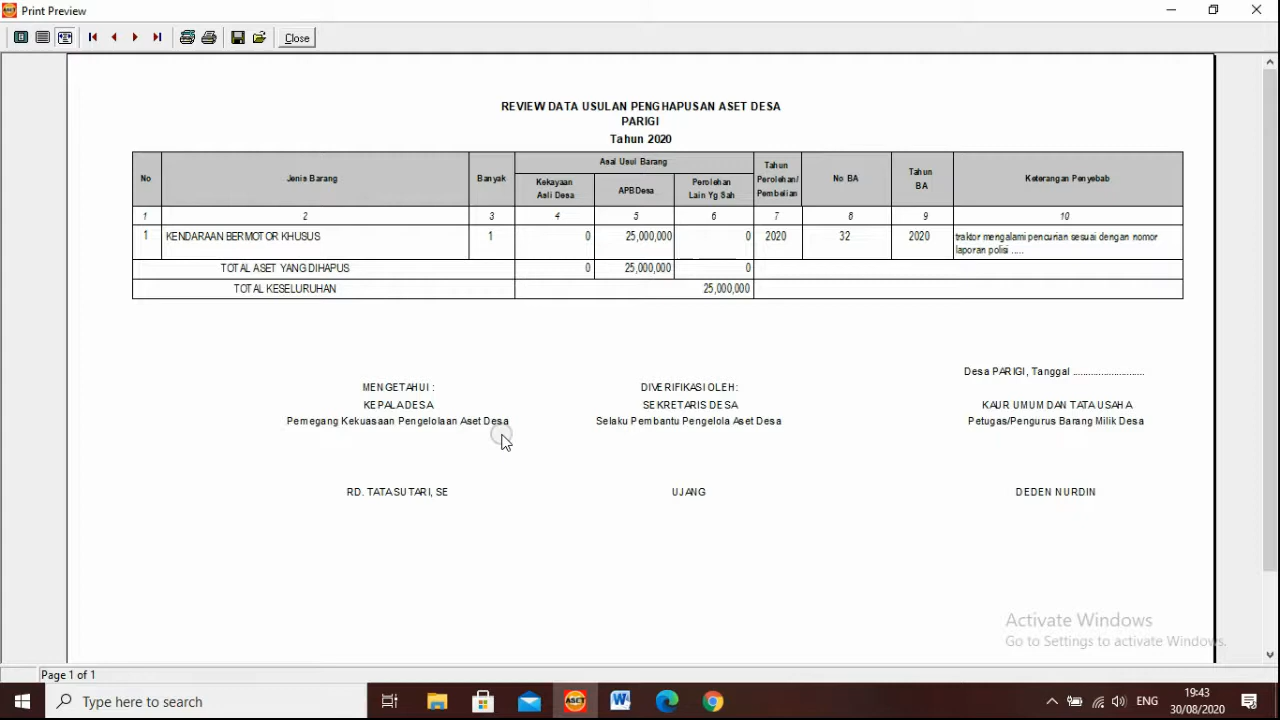 Print Preview
Close
REVIEW DATA USULAN PENGHAPUSAN ASET DESA
PARIGI
Tahun 2020
No Jenis Barang Banyak Asal Usul Barang Tahun Perolehan/ Pembelian No BA Tahun BA Keterangan Penyebab
Kekayaan Asli Desa APBDesa Perolehan Lain Yg Sah
1 2 3 4 5 6 7 8 9 10
1 KENDARAAN BERMOTOR KHUSUS 1 0 25,000,000 0 2020 32 2020 traktor mengalami pencurian sesuai dengan nomor
laporan polisi .....
TOTAL ASET YANG DIHAPUS 0 25,000,000 0
TOTAL KESELURUHAN 25,000,000
Desa PARIGI, Tanggal ..........................
MENGETAHUI : DIVERIFIKASI OLEH:
KEPALA DESA SEKRETARIS DESA KAUR UMUM DAN TATA USAHA
Pemegang Kekuasaan Pengelolaan Aset Desa Selaku Pembantu Pengelola Aset Desa Petugas/Pengurus Barang Milik Desa
RD. TATA SUTARI, SE UJANG DEDEN NURDIN
Activate Windows
Go to Settings to activate Windows.
Page 1 of 1
Type here to search
ASET
ENG
19:43
30/08/2020